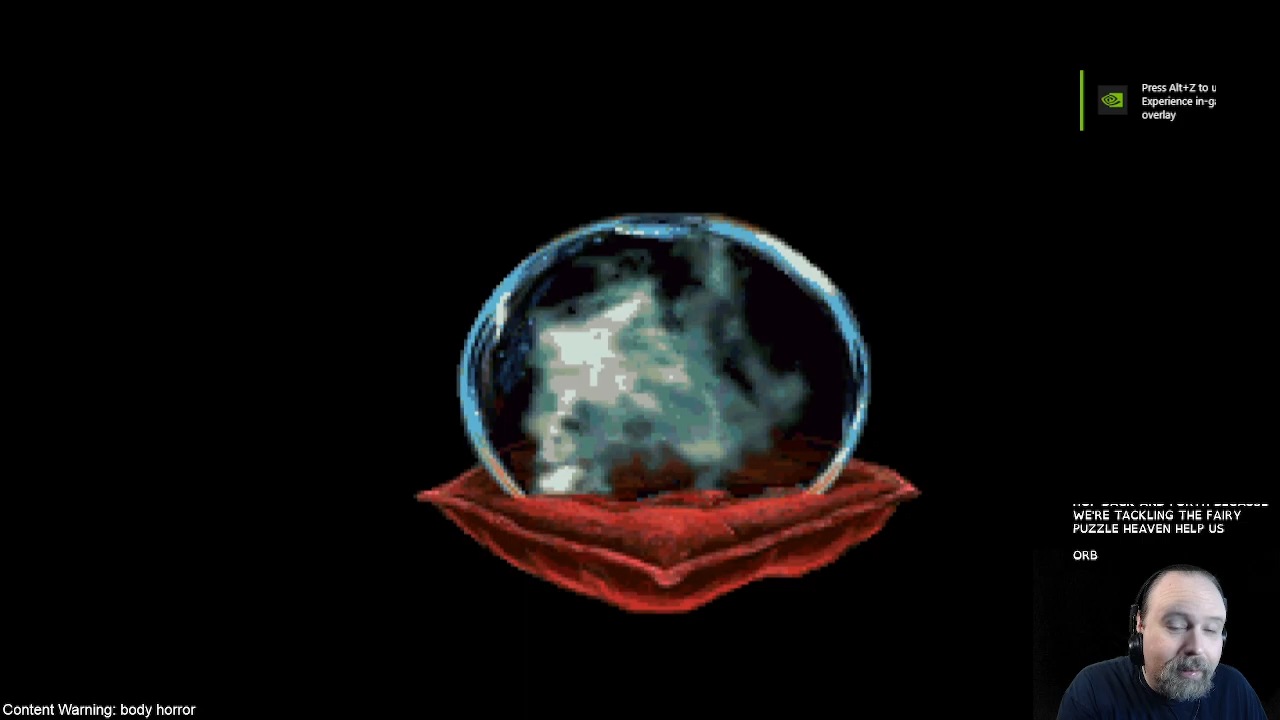 Press Alt+Z to u
Experience in-ga
overlay
WE'RE TACKLING THE FAIRY
PUZZLE HEAVEN HELP US
ORB
Content Warning: body horror